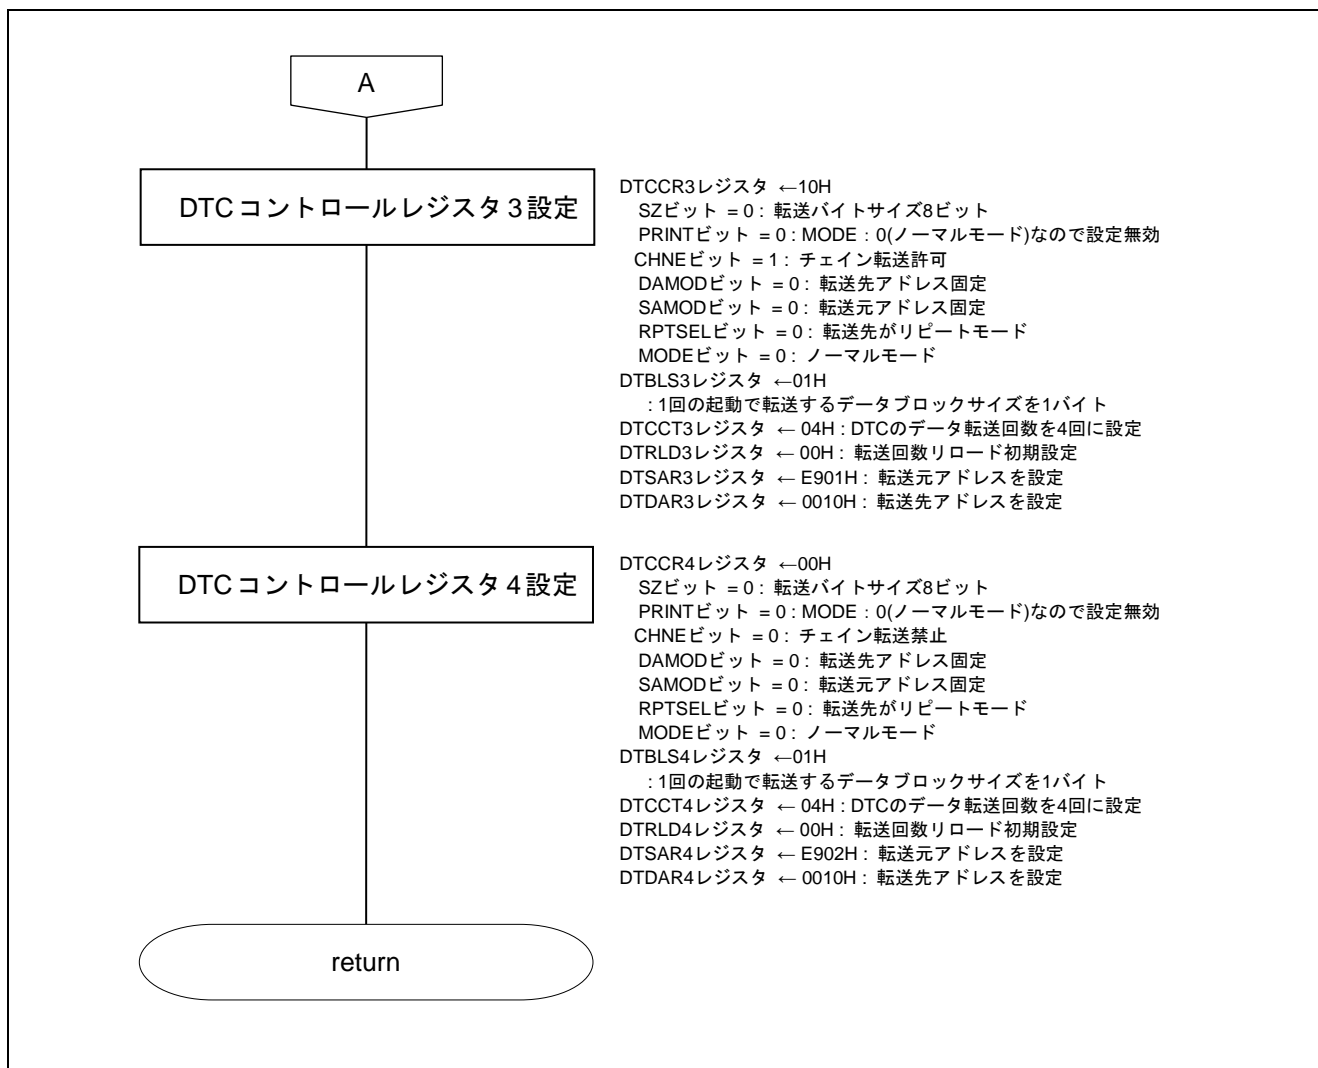 A
DTCコントロールレジスタ3設定
DTCCR3レジスタ ←10H
SZビット = 0 : 転送バイトサイズ8ビット
PRINTビット = 0 : MODE : 0(ノーマルモード)なので設定無効
CHNEビット = 1 : チェイン転送許可
DAMODビット = 0 : 転送先アドレス固定
SAMODビット = 0 : 転送元アドレス固定
RPTSELビット = 0 : 転送先がリピートモード
MODEビット = 0 : ノーマルモード
DTBLS3レジスタ ←01H
: 1回の起動で転送するデータブロックサイズを1バイト
DTCCT3レジスタ ← 04H : DTCのデータ転送回数を4回に設定
DTRLD3レジスタ ← 00H : 転送回数リロード初期設定
DTSAR3レジスタ ← E901H : 転送元アドレスを設定
DTDAR3レジスタ ← 0010H : 転送先アドレスを設定
DTCコントロールレジスタ4設定
DTCCR4レジスタ ←00H
SZビット = 0 : 転送バイトサイズ8ビット
PRINTビット = 0 : MODE : 0(ノーマルモード)なので設定無効
CHNEビット = 0 : チェイン転送禁止
DAMODビット = 0 : 転送先アドレス固定
SAMODビット = 0 : 転送元アドレス固定
RPTSELビット = 0 : 転送先がリピートモード
MODEビット = 0 : ノーマルモード
DTBLS4レジスタ ←01H
: 1回の起動で転送するデータブロックサイズを1バイト
DTCCT4レジスタ ← 04H : DTCのデータ転送回数を4回に設定
DTRLD4レジスタ ← 00H : 転送回数リロード初期設定
DTSAR4レジスタ ← E902H : 転送元アドレスを設定
DTDAR4レジスタ ← 0010H : 転送先アドレスを設定
return